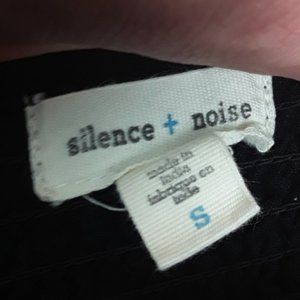 silence + noise
made in
india
fabriqué en
inde
S